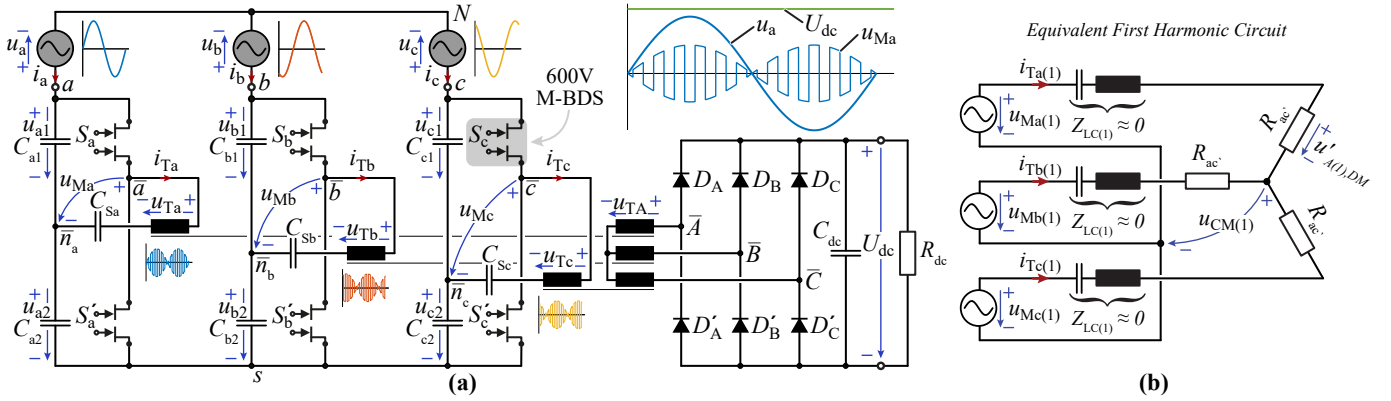 N
u_a
i_a
a
u_b
i_b
b
u_c
i_c
c
600V
M-BDS
u_a
U_dc
u_Ma
u_a1
C_a1
S_a
u_b1
C_b1
S_b
u_c1
C_c1
S_c
u_Ma
a̅
i_Ta
u_Mb
b̅
i_Tb
u_Mc
c̅
i_Tc
C_Sa
u_Ta
n̅_a
C_Sb
u_Tb
n̅_b
C_Sc
u_Tc
n̅_c
u_TA
A̅
B̅
C̅
D_A
D_B
D_C
C_dc
U_dc
R_dc
u_a2
C_a2
S'_a
u_b2
C_b2
S'_b
u_c2
C_c2
S'_c
D'_A
D'_B
D'_C
s
(a)
Equivalent First Harmonic Circuit
i_Ta(1)
u_Ma(1)
Z_LC(1) ≈ 0
R_ac`
u'_A(1),DM
i_Tb(1)
u_Mb(1)
Z_LC(1) ≈ 0
R_ac`
u_CM(1)
R_ac`
i_Tc(1)
u_Mc(1)
Z_LC(1) ≈ 0
(b)